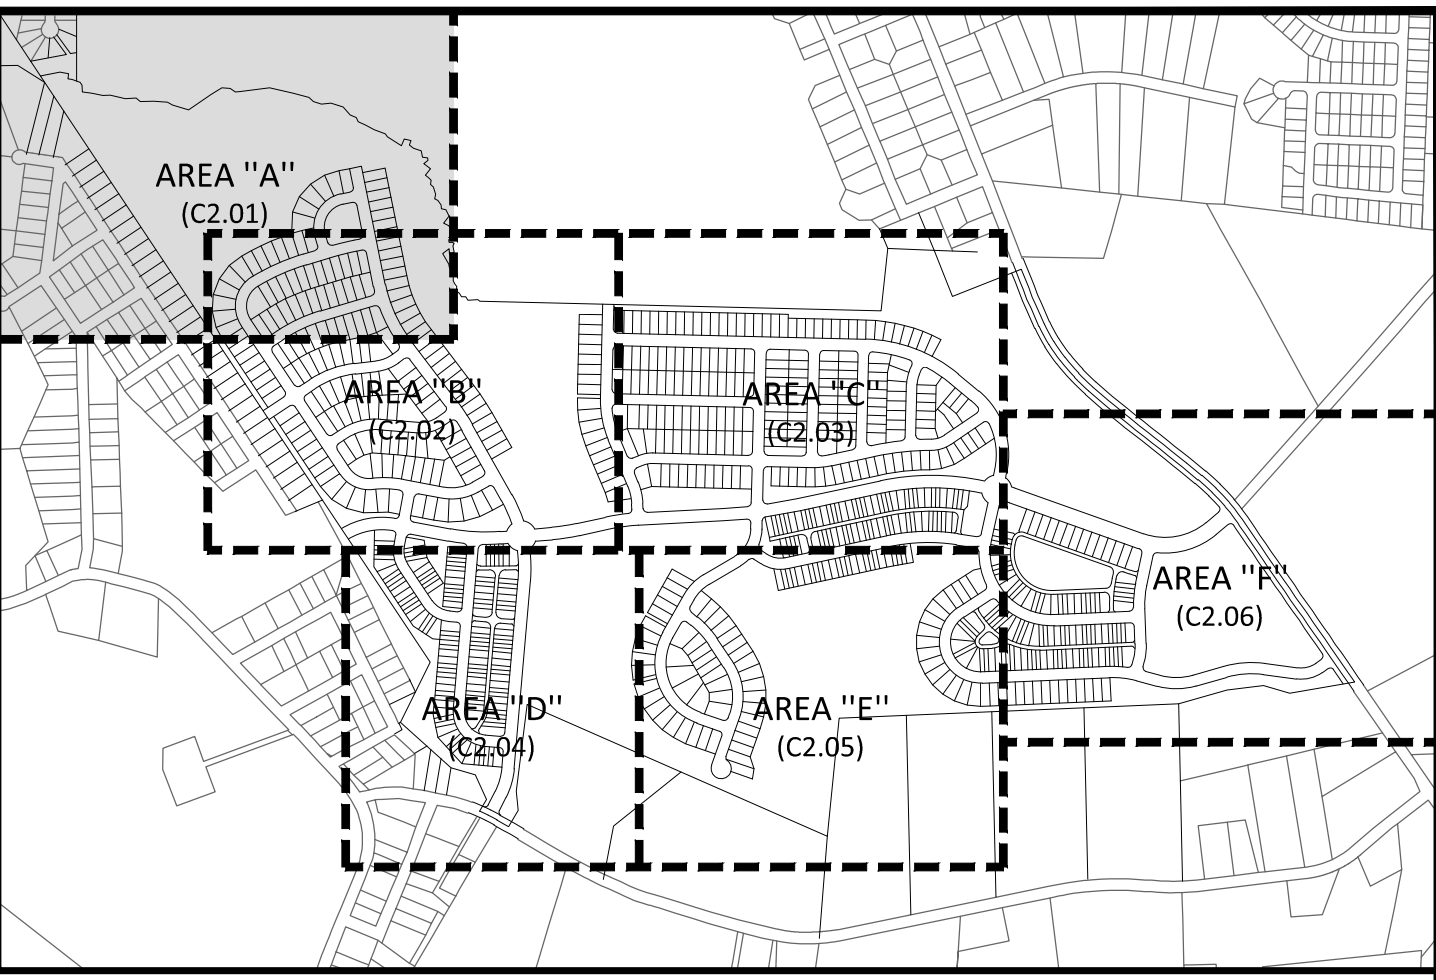 AREA "A"
(C2.01)
AREA "B"
(C2.02)
AREA "C"
(C2.03)
AREA "D"
(C2.04)
AREA "E"
(C2.05)
AREA "F"
(C2.06)